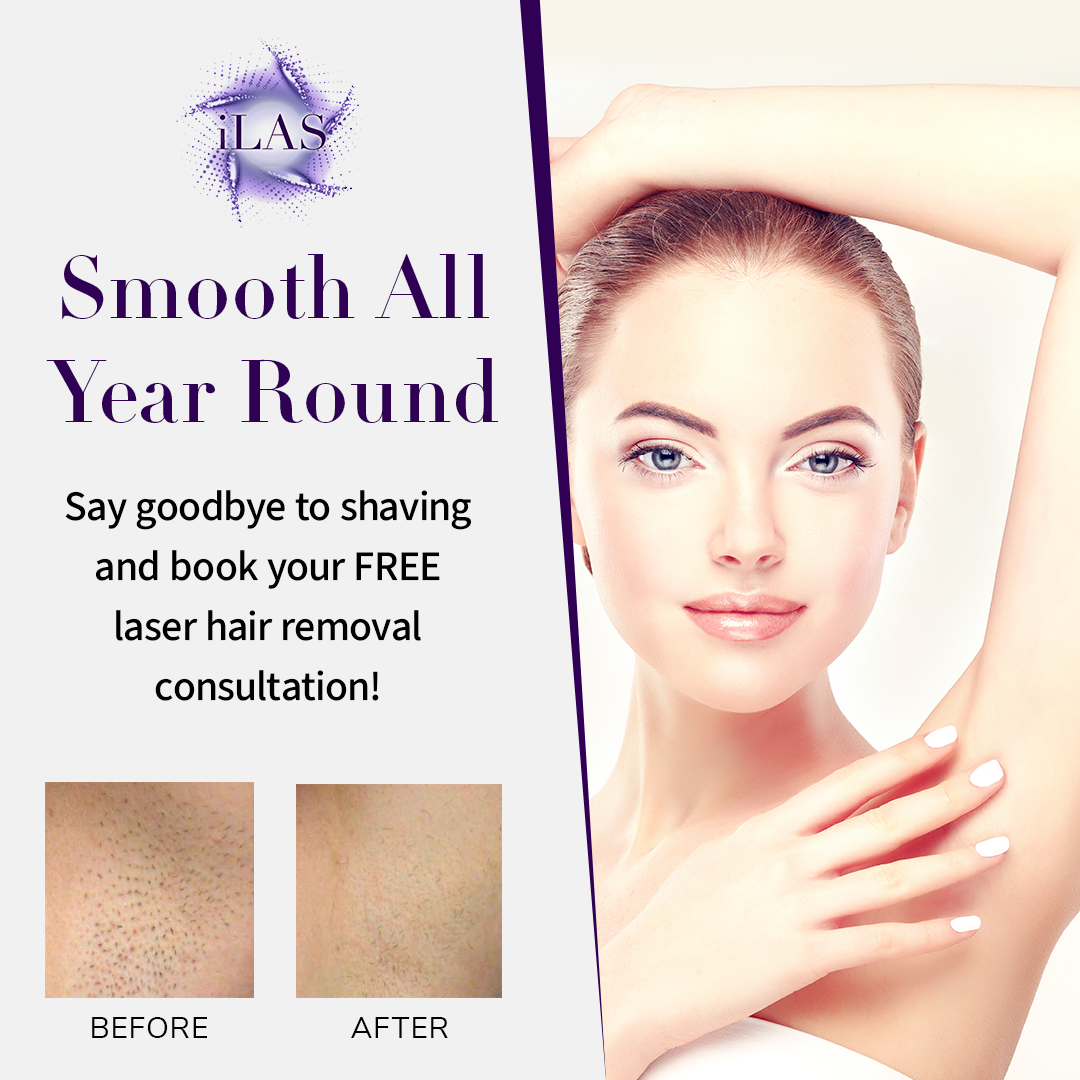 iLAS
Smooth All
Year Round
Say goodbye to shaving
and book your FREE
laser hair removal
consultation!
BEFORE
AFTER